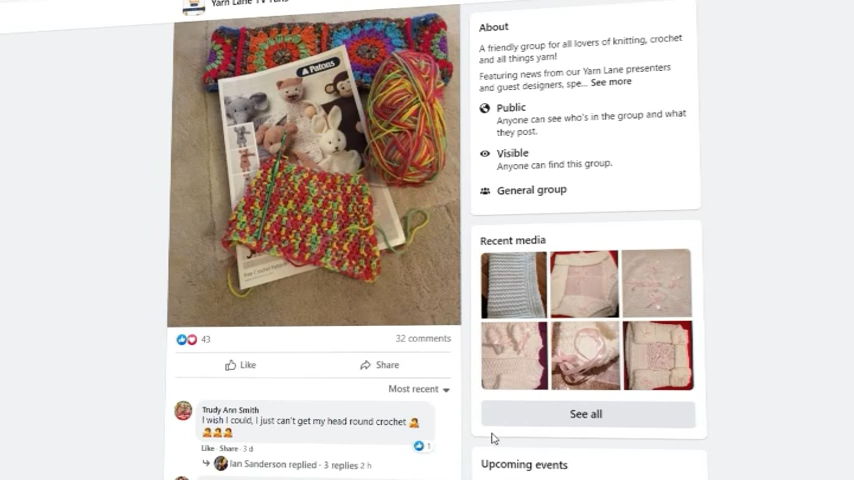 Yarn Lane TV Fans
Patons
43
32 comments
Like
Share
Most recent
Trudy Ann Smith
I wish I could, I just can't get my head round crochet
1
Like · Share · 3 d
Ian Sanderson replied · 3 replies 2 h
About
A friendly group for all lovers of knitting, crochet
and all things yarn!
Featuring news from our Yarn Lane presenters
and guest designers, spe... See more
Public
Anyone can see who's in the group and what
they post.
Visible
Anyone can find this group.
General group
Recent media
See all
Upcoming events